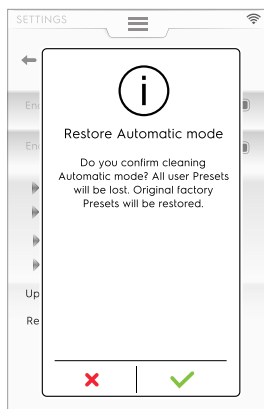 SETTINGS
Restore Automatic mode
Do you confirm cleaning
Automatic mode? All user Presets
will be lost. Original factory
Presets will be restored.